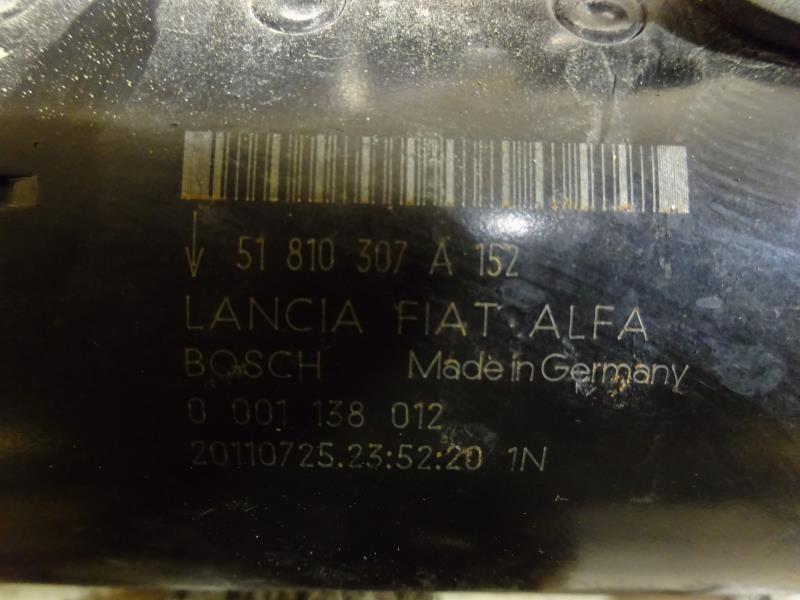 51 810 307 A 152
LANCIA FIAT ALFA
BOSCH Made in Germany
0 001 138 012
20110725.23:52:20 1N